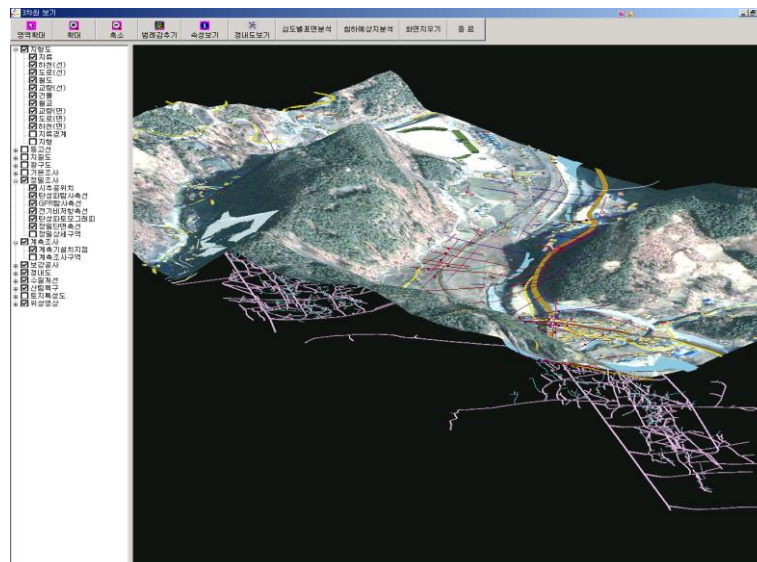 3차원 보기
영역확대
확대
축소
범례감추기
속성보기
갱내도보기
심도별표면분석
침하예상지분석
화면지우기
종 료
지형도
지류
하천(선)
도로(선)
철도
교량(선)
건물
철교
교량(면)
도로(면)
하천(면)
지류경계
지형
등고선
지질도
광구도
기본조사
정밀조사
시추공위치
탄성파탐사측선
GPR탐사측선
전기비저항측선
탄성파토모그래피
정밀단면측선
정밀상세구역
계측조사
계측기설치지점
계측조사구역
보강공사
갱내도
수질개선
산림복구
토지특성도
위성영상